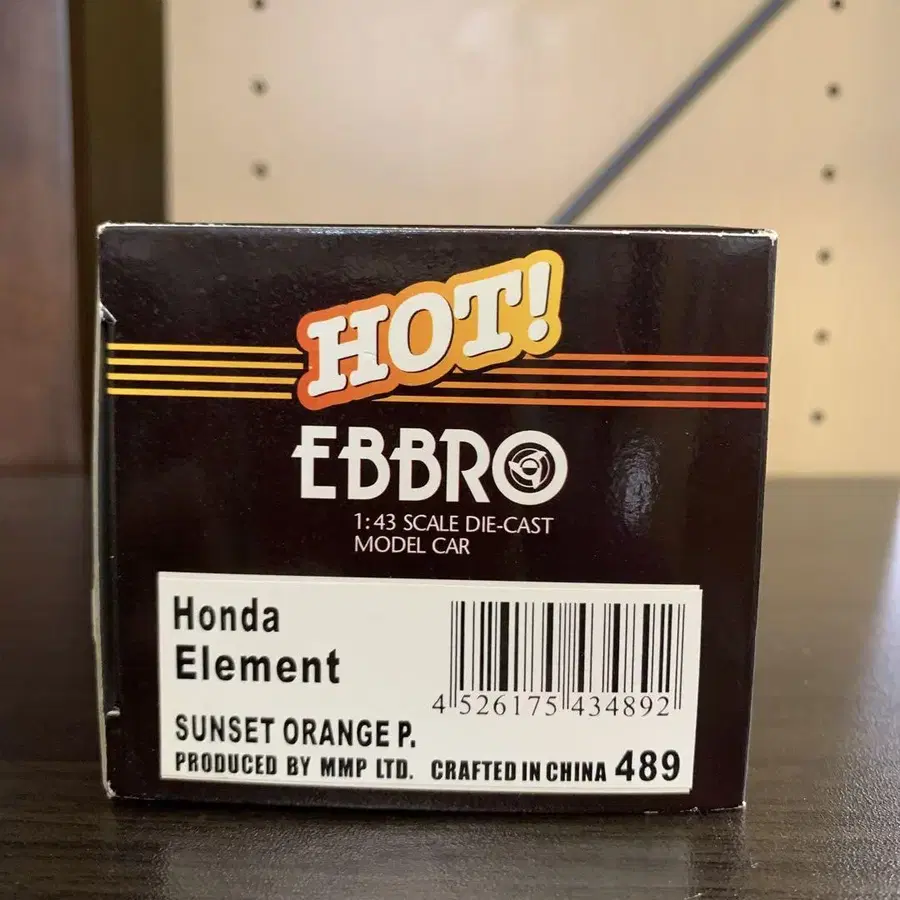 HOT!
EBBRO
1:43 SCALE DIE-CAST
MODEL CAR
Honda
Element
4 526175 434892
SUNSET ORANGE P.
PRODUCED BY MMP LTD. CRAFTED IN CHINA 489